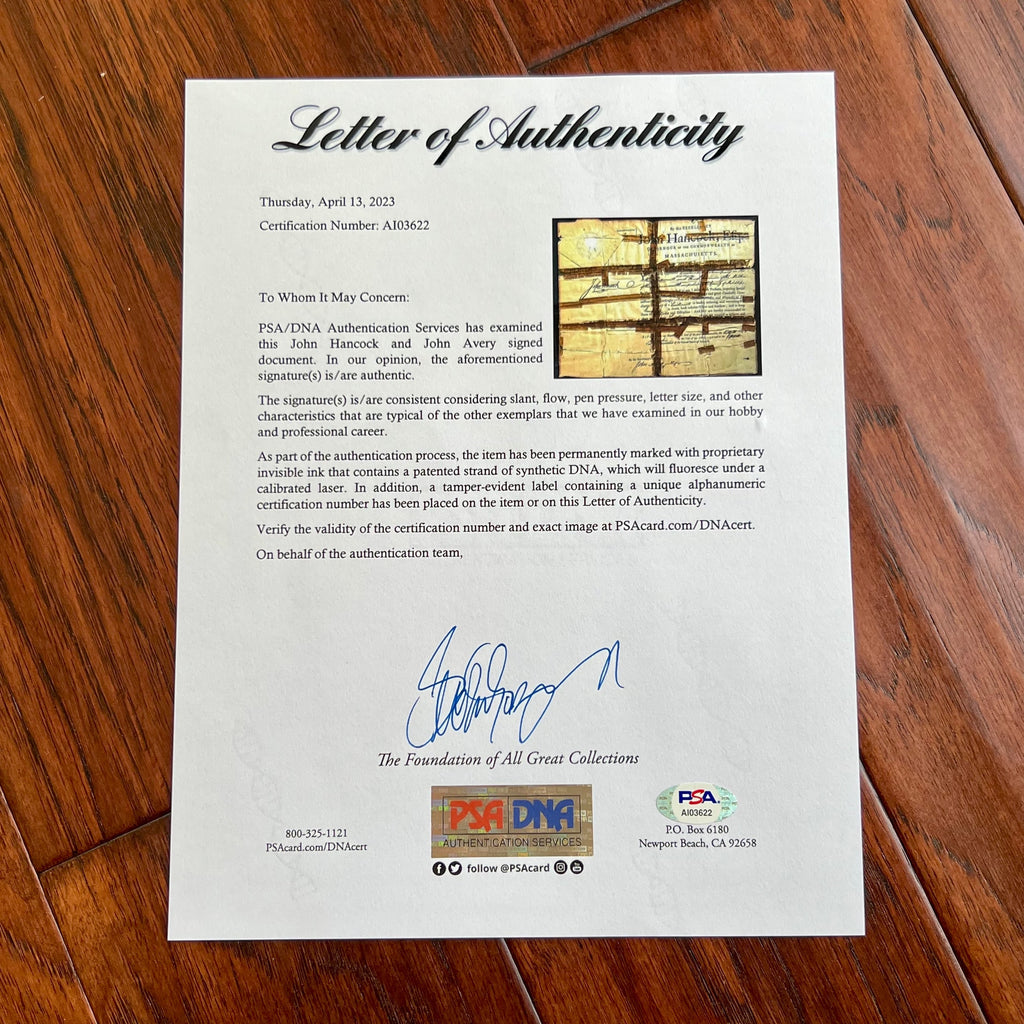 Letter of Authenticity
Thursday, April 13, 2023
Certification Number: AI03622
By His EXCELLENCY
John Hancock, Esq;
MASSACHUSETTS.
To Whom It May Concern:
PSA/DNA Authentication Services has examined
this John Hancock and John Avery signed
document. In our opinion, the aforementioned
signature(s) is/are authentic.
The signature(s) is/are consistent considering slant, flow, pen pressure, letter size, and other
characteristics that are typical of the other exemplars that we have examined in our hobby
and professional career.
As part of the authentication process, the item has been permanently marked with proprietary
invisible ink that contains a patented strand of synthetic DNA, which will fluoresce under a
calibrated laser. In addition, a tamper-evident label containing a unique alphanumeric
certification number has been placed on the item or on this Letter of Authenticity.
Verify the validity of the certification number and exact image at PSAcard.com/DNAcert.
On behalf of the authentication team,
The Foundation of All Great Collections
800-325-1121
PSAcard.com/DNAcert
PSA DNA
AUTHENTICATION SERVICES
follow @PSAcard
PSA
AI03622
P.O. Box 6180
Newport Beach, CA 92658